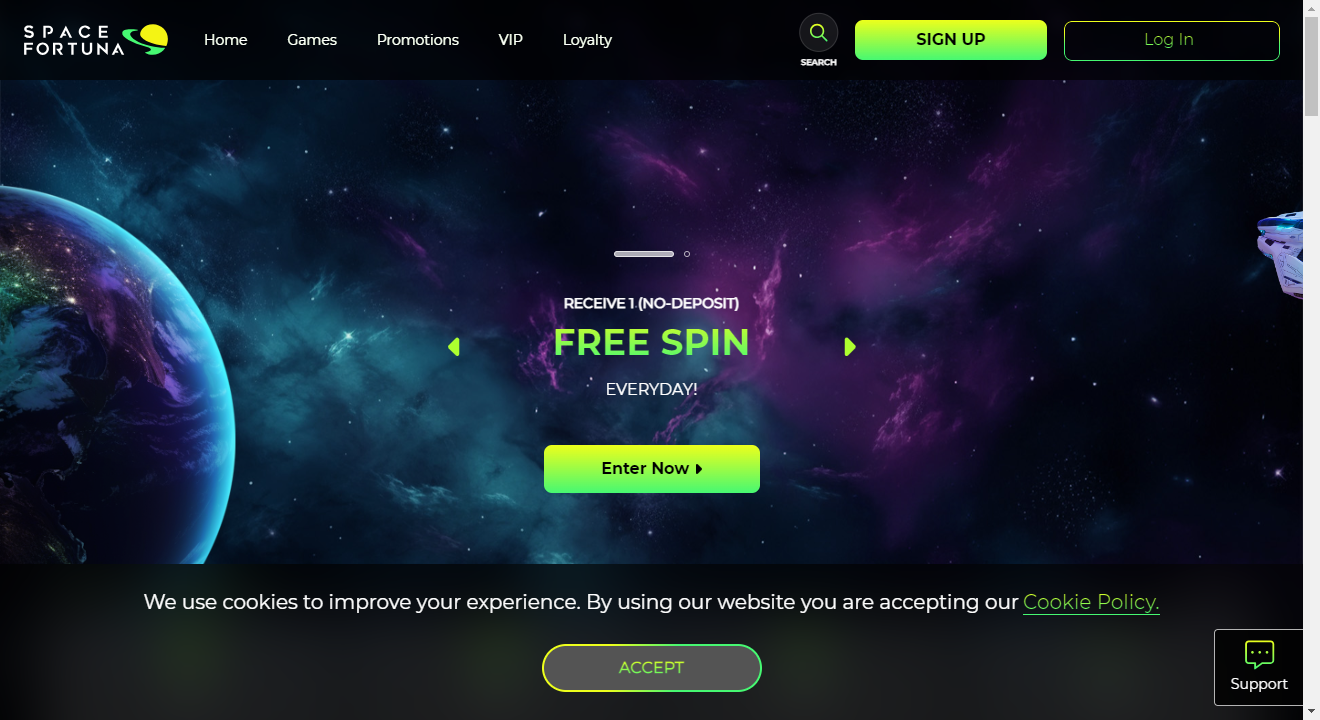 SPACE
FORTUNA
Home
Games
Promotions
VIP
Loyalty
SEARCH
SIGN UP
Log In
RECEIVE 1 (NO-DEPOSIT)
FREE SPIN
EVERYDAY!
Enter Now
We use cookies to improve your experience. By using our website you are accepting our Cookie Policy.
ACCEPT
Support